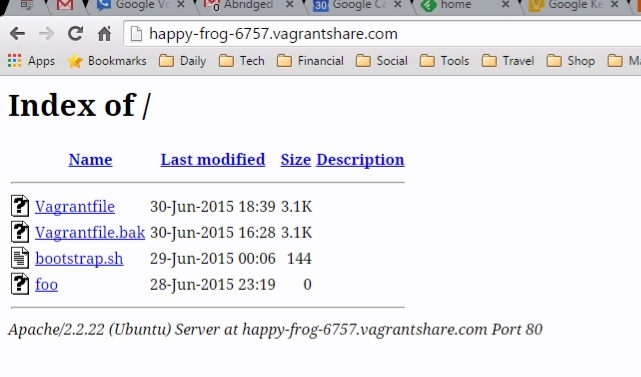 Google Vo
0 Abridged
30 Google Ca
home
Google Ke
happy-frog-6757.vagrantshare.com
Apps Bookmarks Daily Tech Financial Social Tools Travel Shop
Index of /
Name Last modified Size Description
Vagrantfile 30-Jun-2015 18:39 3.1K
Vagrantfile.bak 30-Jun-2015 16:28 3.1K
bootstrap.sh 29-Jun-2015 00:06 144
foo 28-Jun-2015 23:19 0
Apache/2.2.22 (Ubuntu) Server at happy-frog-6757.vagrantshare.com Port 80